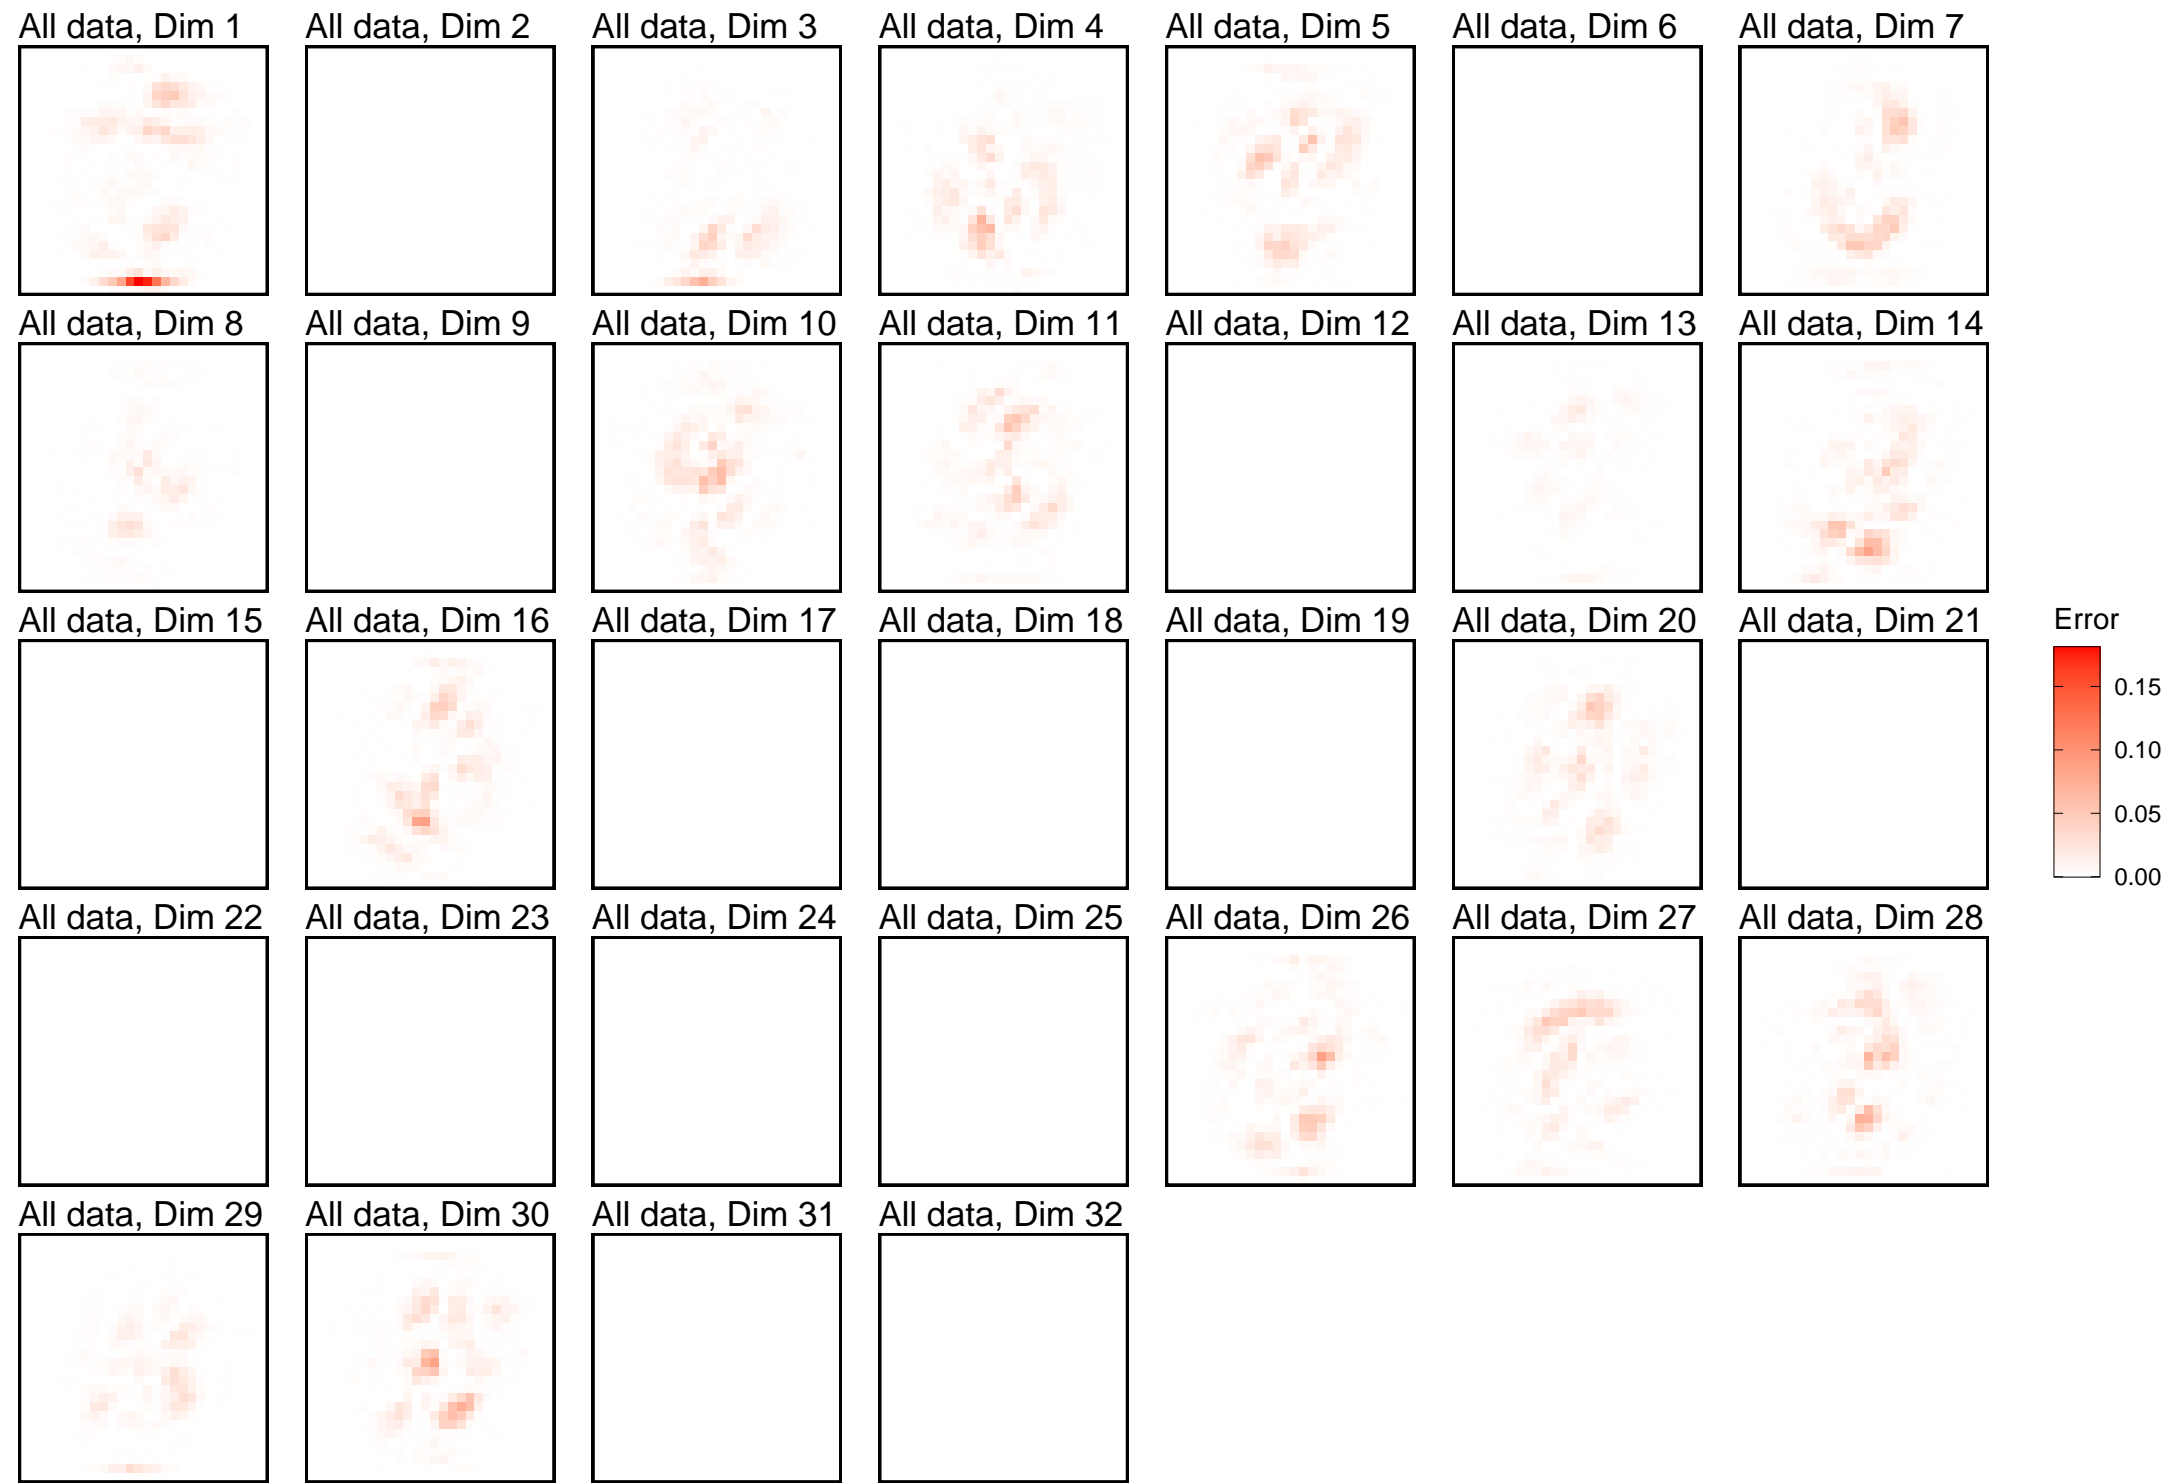 All data, Dim 1
All data, Dim 2
All data, Dim 3
All data, Dim 4
All data, Dim 5
All data, Dim 6
All data, Dim 7
All data, Dim 8
All data, Dim 9
All data, Dim 10
All data, Dim 11
All data, Dim 12
All data, Dim 13
All data, Dim 14
All data, Dim 15
All data, Dim 16
All data, Dim 17
All data, Dim 18
All data, Dim 19
All data, Dim 20
All data, Dim 21
All data, Dim 22
All data, Dim 23
All data, Dim 24
All data, Dim 25
All data, Dim 26
All data, Dim 27
All data, Dim 28
All data, Dim 29
All data, Dim 30
All data, Dim 31
All data, Dim 32
Error
0.15
0.10
0.05
0.00